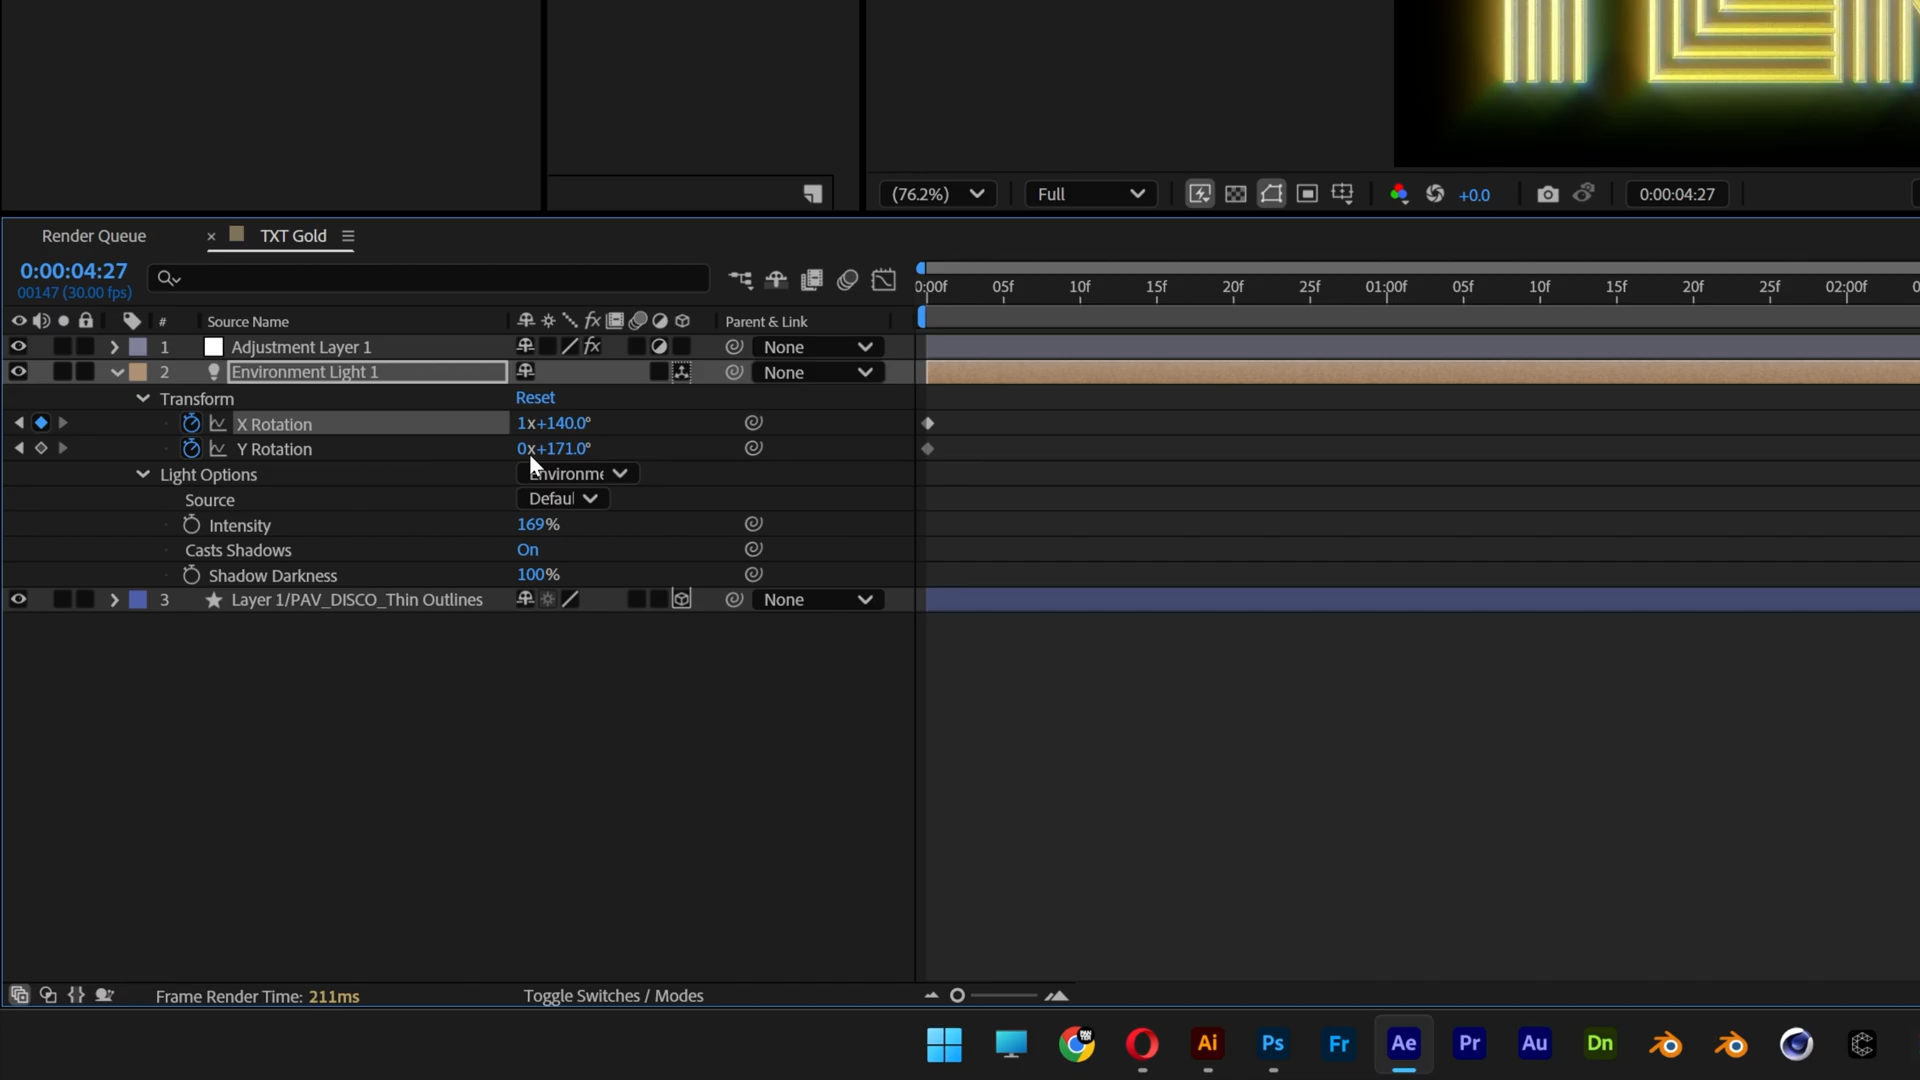 (76.2%) Full +0.0 0:00:04:27
Render Queue × TXT Gold
0:00:04:27
00147 (30.00 fps)
0:00f 05f 10f 15f 20f 25f 01:00f 05f 10f 15f 20f 25f 02:00f
# Source Name fx Parent & Link
1 Adjustment Layer 1 fx None
2 Environment Light 1 None
Transform Reset
X Rotation 1x+140.0°
Y Rotation 0x+171.0°
Light Options Environme
Source Defaul
Intensity 169%
Casts Shadows On
Shadow Darkness 100%
3 Layer 1/PAV_DISCO_Thin Outlines None
Frame Render Time: 211ms Toggle Switches / Modes
Ai Ps Fr Ae Pr Au Dn